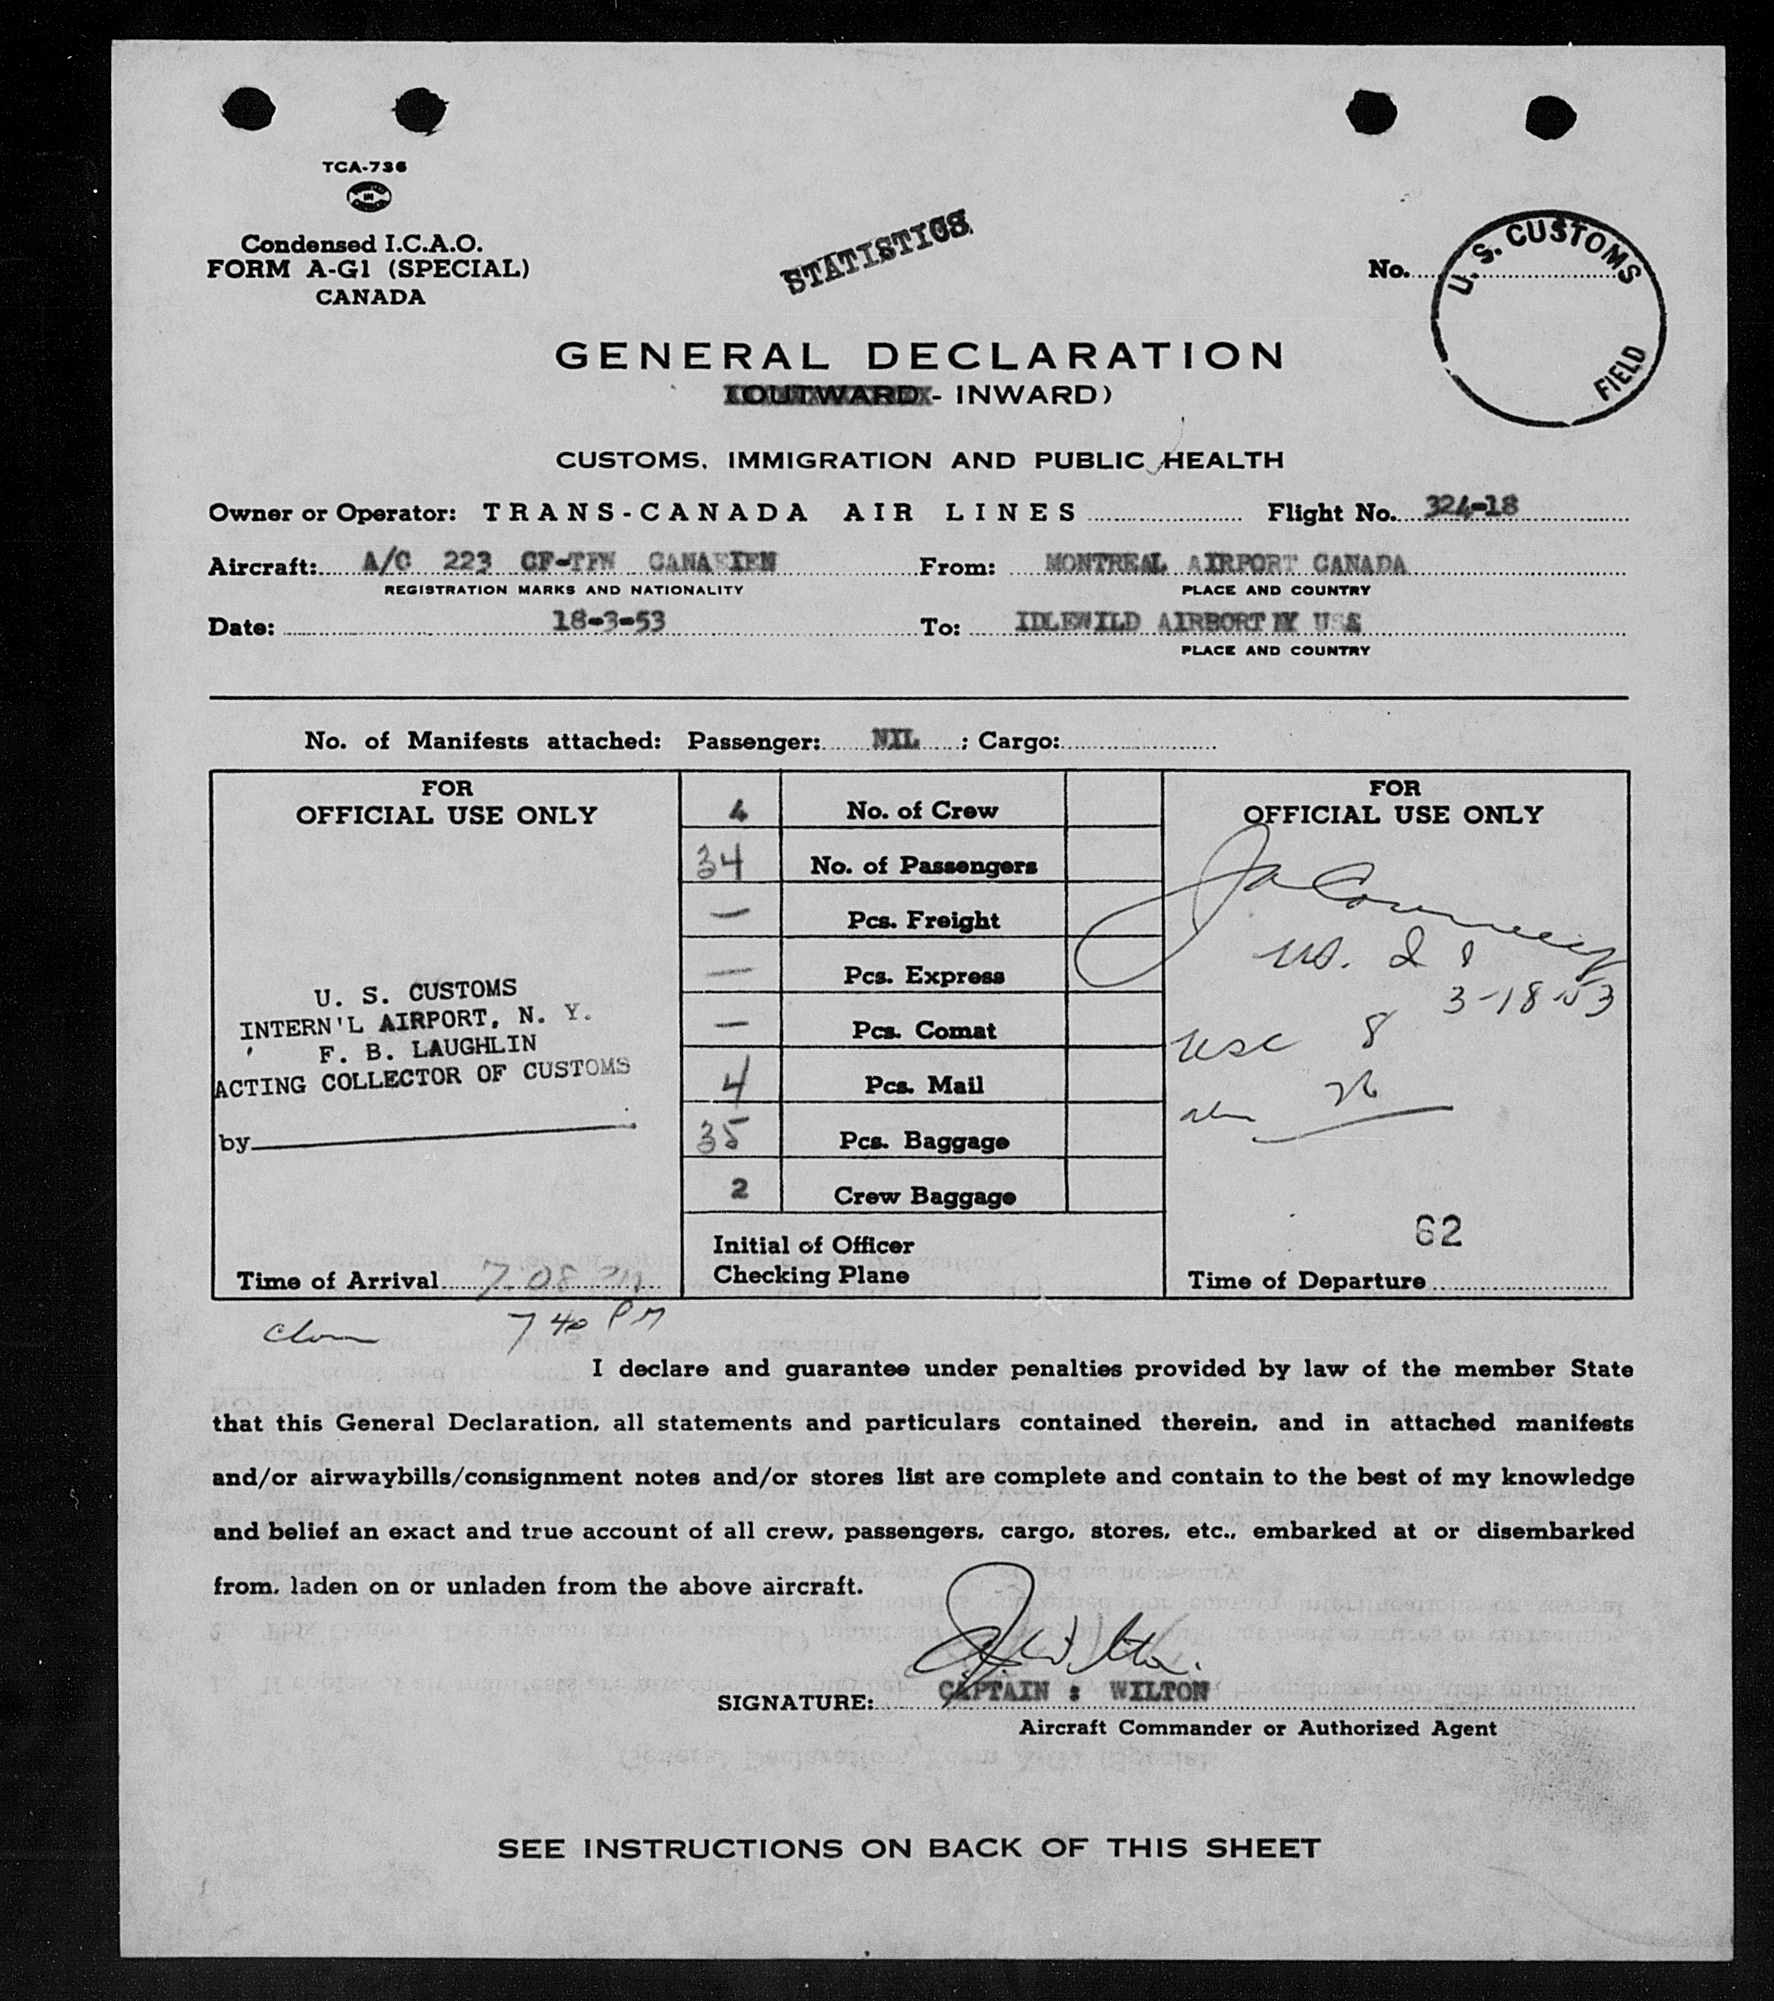 TCA-736
Condensed I.C.A.O.
FORM A-G1 (SPECIAL)
CANADA
STATISTICS
No.
U. S. CUSTOMS
FIELD
GENERAL DECLARATION
(OUTWARD - INWARD)
CUSTOMS, IMMIGRATION AND PUBLIC HEALTH
Owner or Operator: TRANS-CANADA AIR LINES Flight No. 324-18
Aircraft: A/C 223 CF-TFW CANADIEN From: MONTREAL AIRPORT CANADA
REGISTRATION MARKS AND NATIONALITY PLACE AND COUNTRY
Date: 18-3-53 To: IDLEWILD AIRPORT NY USA
PLACE AND COUNTRY
No. of Manifests attached: Passenger: NIL ; Cargo:
FOR
OFFICIAL USE ONLY
U. S. CUSTOMS
INTERN'L AIRPORT, N. Y.
F. B. LAUGHLIN
ACTING COLLECTOR OF CUSTOMS
by
Time of Arrival 7:08 PM
7 40 PM
4 No. of Crew
34 No. of Passengers
— Pcs. Freight
— Pcs. Express
— Pcs. Comat
4 Pcs. Mail
35 Pcs. Baggage
2 Crew Baggage
Initial of Officer
Checking Plane
FOR
OFFICIAL USE ONLY
3-18-53
usc 8
26
62
Time of Departure
I declare and guarantee under penalties provided by law of the member State
that this General Declaration, all statements and particulars contained therein, and in attached manifests
and/or airwaybills/consignment notes and/or stores list are complete and contain to the best of my knowledge
and belief an exact and true account of all crew, passengers, cargo, stores, etc., embarked at or disembarked
from, laden on or unladen from the above aircraft.
SIGNATURE: CAPTAIN : WILTON
Aircraft Commander or Authorized Agent
SEE INSTRUCTIONS ON BACK OF THIS SHEET